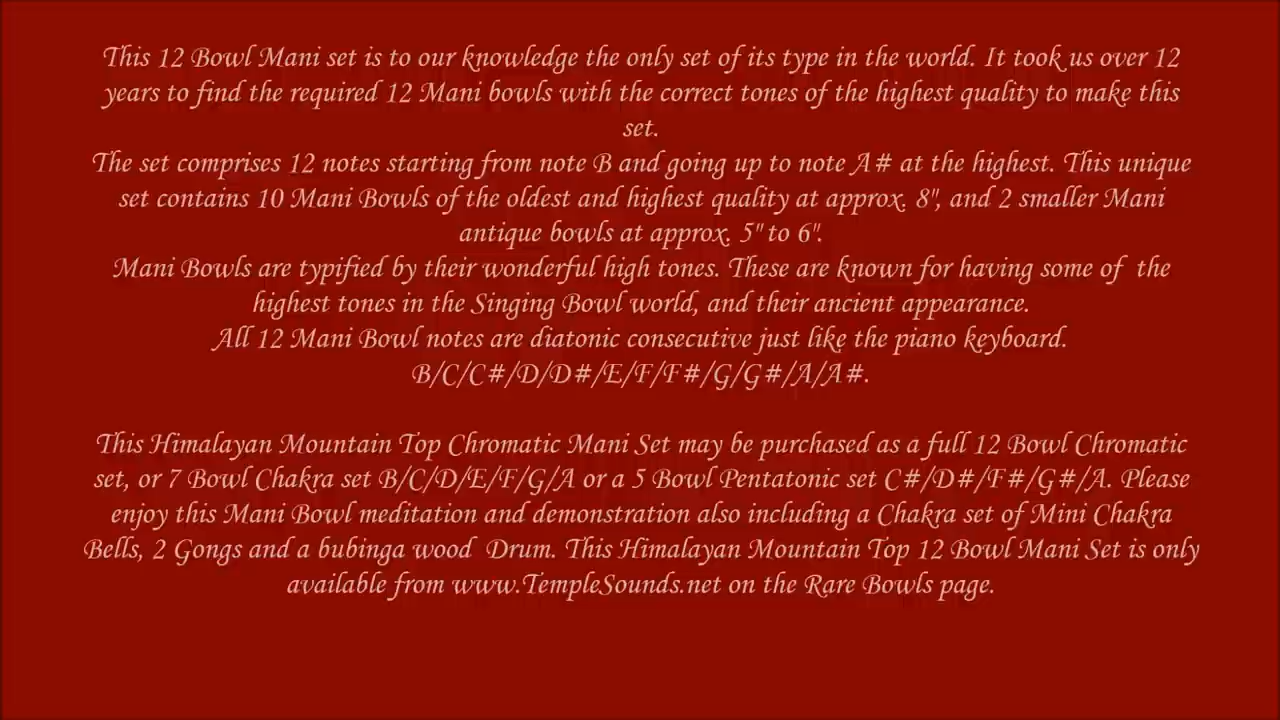 This 12 Bowl Mani set is to our knowledge the only set of its type in the world. It took us over 12
years to find the required 12 Mani bowls with the correct tones of the highest quality to make this
set.
The set comprises 12 notes starting from note B and going up to note A# at the highest. This unique
set contains 10 Mani Bowls of the oldest and highest quality at approx. 8", and 2 smaller Mani
antique bowls at approx. 5" to 6".
Mani Bowls are typified by their wonderful high tones. These are known for having some of the
highest tones in the Singing Bowl world, and their ancient appearance.
All 12 Mani Bowl notes are diatonic consecutive just like the piano keyboard.
B/C/C#/D/D#/E/F/F#/G/G#/A/A#.
This Himalayan Mountain Top Chromatic Mani Set may be purchased as a full 12 Bowl Chromatic
set, or 7 Bowl Chakra set B/C/D/E/F/G/A or a 5 Bowl Pentatonic set C#/D#/F#/G#/A. Please
enjoy this Mani Bowl meditation and demonstration also including a Chakra set of Mini Chakra
Bells, 2 Gongs and a bubinga wood Drum. This Himalayan Mountain Top 12 Bowl Mani Set is only
available from www.TempleSounds.net on the Rare Bowls page.